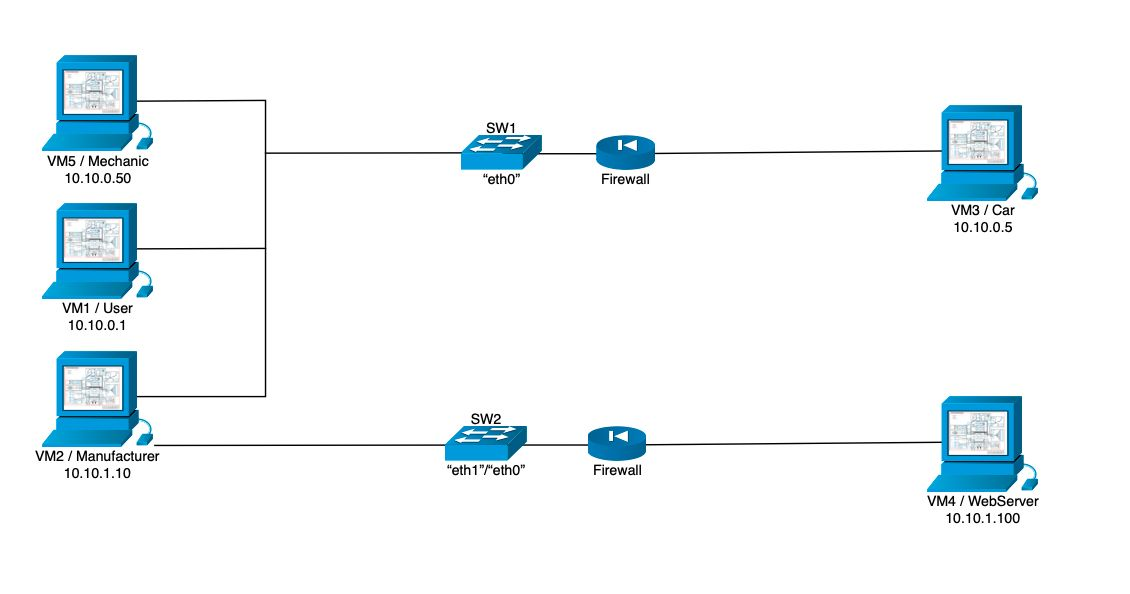 SW1
VM5 / Mechanic
10.10.0.50
“eth0”
Firewall
VM3 / Car
10.10.0.5
VM1 / User
10.10.0.1
SW2
VM2 / Manufacturer
10.10.1.10
“eth1”/“eth0”
Firewall
VM4 / WebServer
10.10.1.100